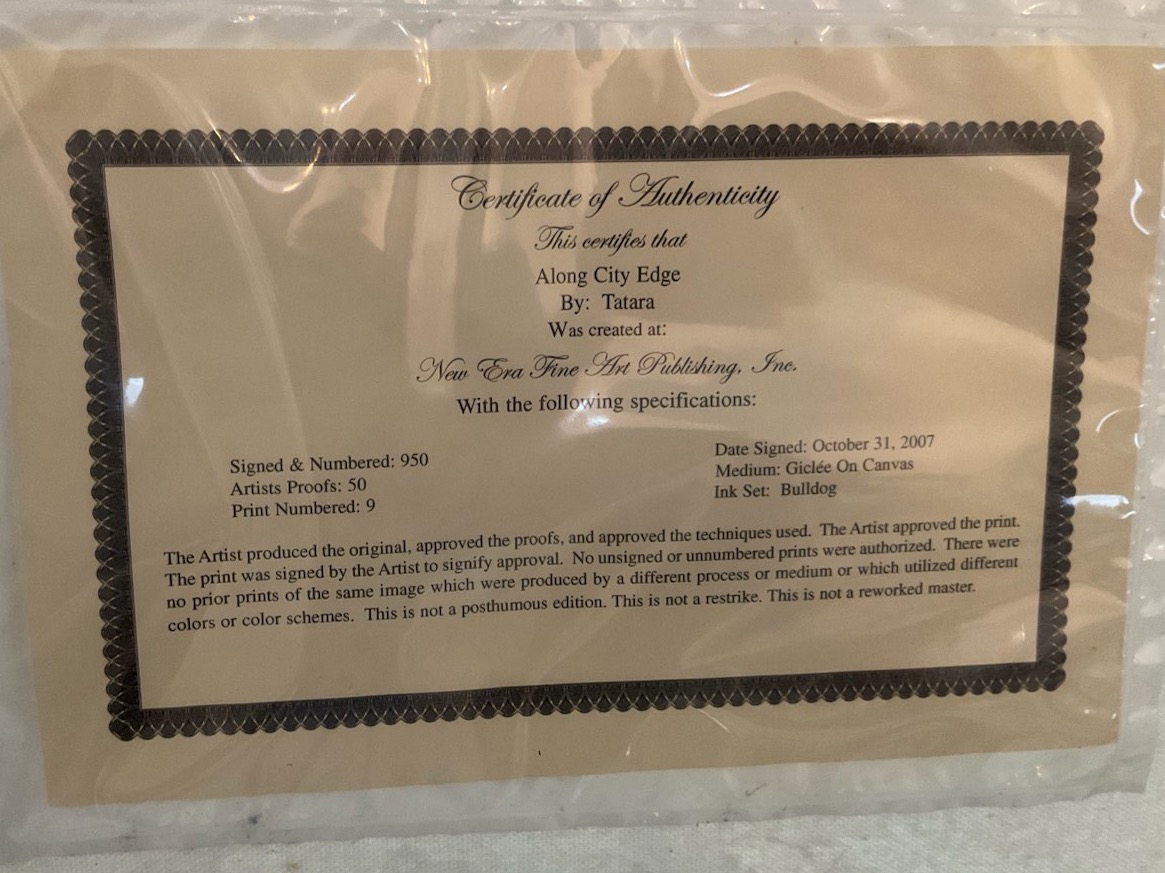 Certificate of Authenticity
This certifies that
Along City Edge
By: Tatara
Was created at:
New Era Fine Art Publishing, Inc.
With the following specifications:
Signed & Numbered: 950
Artists Proofs: 50
Print Numbered: 9
Date Signed: October 31, 2007
Medium: Giclée On Canvas
Ink Set: Bulldog
The Artist produced the original, approved the proofs, and approved the techniques used. The Artist approved the print.
The print was signed by the Artist to signify approval. No unsigned or unnumbered prints were authorized. There were
no prior prints of the same image which were produced by a different process or medium or which utilized different
colors or color schemes. This is not a posthumous edition. This is not a restrike. This is not a reworked master.